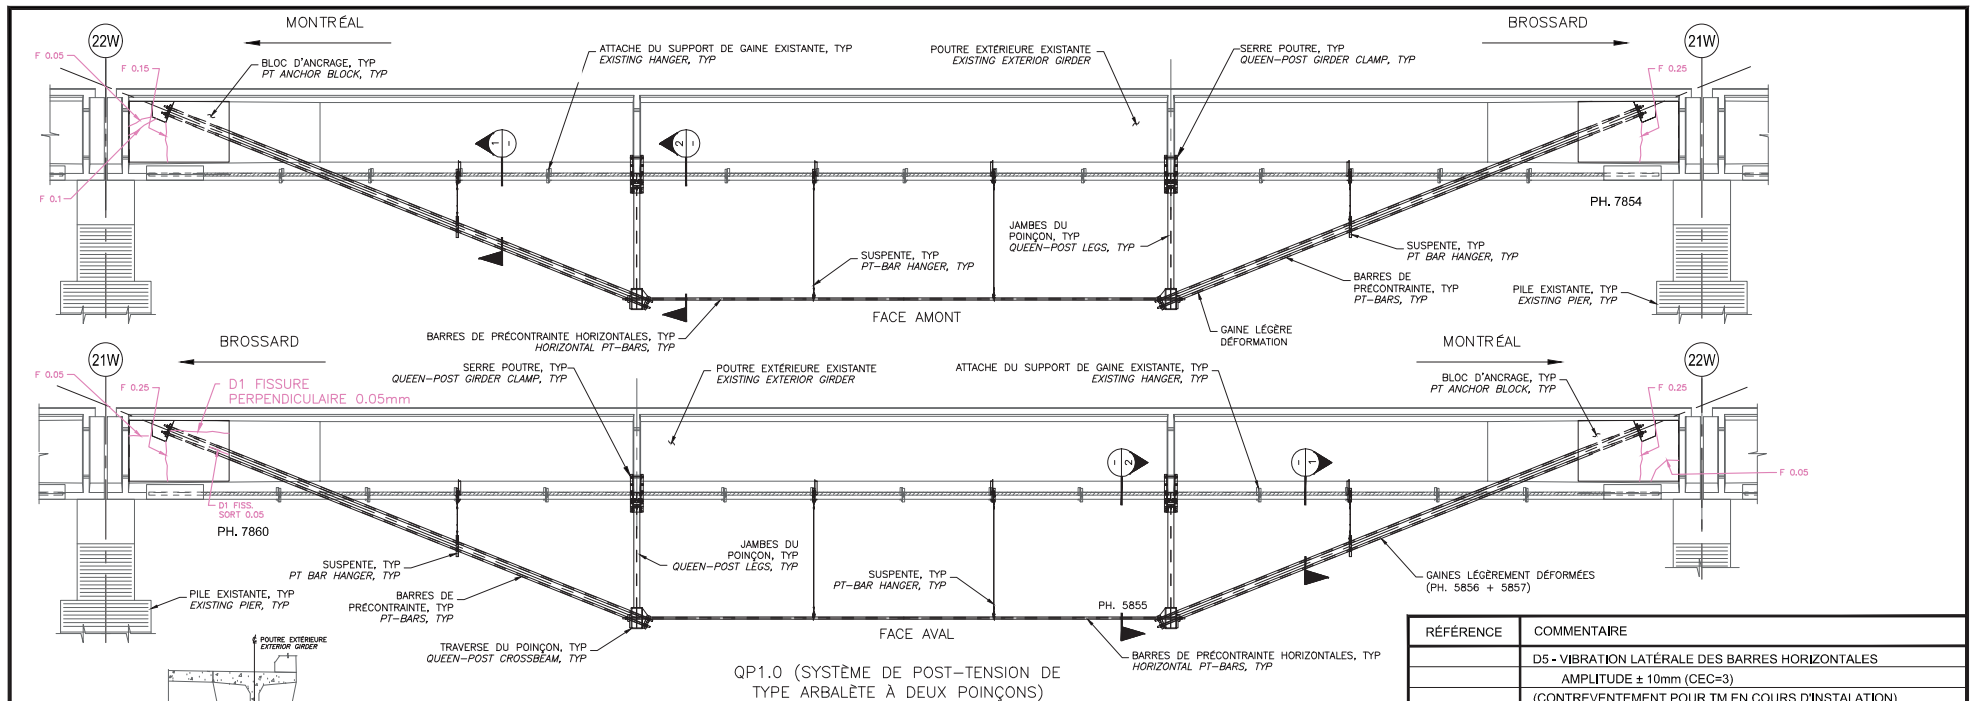 MONTRÉAL
BROSSARD
22W
21W
F 0.05
F 0.15
BLOC D'ANCRAGE, TYP
PT ANCHOR BLOCK, TYP
ATTACHE DU SUPPORT DE GAINE EXISTANTE, TYP
EXISTING HANGER, TYP
POUTRE EXTÉRIEURE EXISTANTE
EXISTING EXTERIOR GIRDER
SERRE POUTRE, TYP
QUEEN-POST GIRDER CLAMP, TYP
F 0.25
1
-
2
-
F 0.1
PH. 7854
JAMBES DU
POINÇON, TYP
QUEEN-POST LEGS, TYP
SUSPENTE, TYP
PT-BAR HANGER, TYP
SUSPENTE, TYP
PT BAR HANGER, TYP
BARRES DE
PRÉCONTRAINTE, TYP
PT-BARS, TYP
PILE EXISTANTE, TYP
EXISTING PIER, TYP
FACE AMONT
BARRES DE PRÉCONTRAINTE HORIZONTALES, TYP
HORIZONTAL PT-BARS, TYP
GAINE LÉGÈRE
DÉFORMATION
BROSSARD
MONTRÉAL
21W
22W
F 0.05
F 0.25
D1 FISSURE
PERPENDICULAIRE 0.05mm
SERRE POUTRE, TYP
QUEEN-POST GIRDER CLAMP, TYP
POUTRE EXTÉRIEURE EXISTANTE
EXISTING EXTERIOR GIRDER
ATTACHE DU SUPPORT DE GAINE EXISTANTE, TYP
EXISTING HANGER, TYP
BLOC D'ANCRAGE, TYP
PT ANCHOR BLOCK, TYP
F 0.25
F 0.05
-
2
-
1
D1 FISS.
SORT 0.05
PH. 7860
SUSPENTE, TYP
PT BAR HANGER, TYP
JAMBES DU
POINÇON, TYP
QUEEN-POST LEGS, TYP
SUSPENTE, TYP
PT-BAR HANGER, TYP
GAINES LÉGÈREMENT DÉFORMÉES
(PH. 5856 + 5857)
PILE EXISTANTE, TYP
EXISTING PIER, TYP
BARRES DE
PRÉCONTRAINTE, TYP
PT-BARS, TYP
PH. 5855
FACE AVAL
TRAVERSE DU POINÇON, TYP
QUEEN-POST CROSSBEAM, TYP
BARRES DE PRÉCONTRAINTE HORIZONTALES, TYP
HORIZONTAL PT-BARS, TYP
POUTRE EXTÉRIEURE
EXTERIOR GIRDER
QP1.0 (SYSTÈME DE POST-TENSION DE
TYPE ARBALÈTE À DEUX POINÇONS)
RÉFÉRENCE
COMMENTAIRE
D5 - VIBRATION LATÉRALE DES BARRES HORIZONTALES
AMPLITUDE ± 10mm (CEC=3)
(CONTREVENTEMENT POUR TM EN COURS D'INSTALATION)